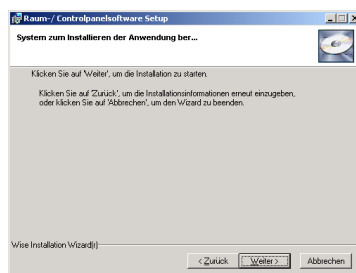 Raum-/ Controlpanelsoftware Setup
System zum Installieren der Anwendung ber...
Klicken Sie auf 'Weiter', um die Installation zu starten.
Klicken Sie auf 'Zurück', um die Installationsinformationen erneut einzugeben,
oder klicken Sie auf 'Abbrechen', um den Wizard zu beenden.
Wise Installation Wizard(r)
< Zurück
Weiter >
Abbrechen